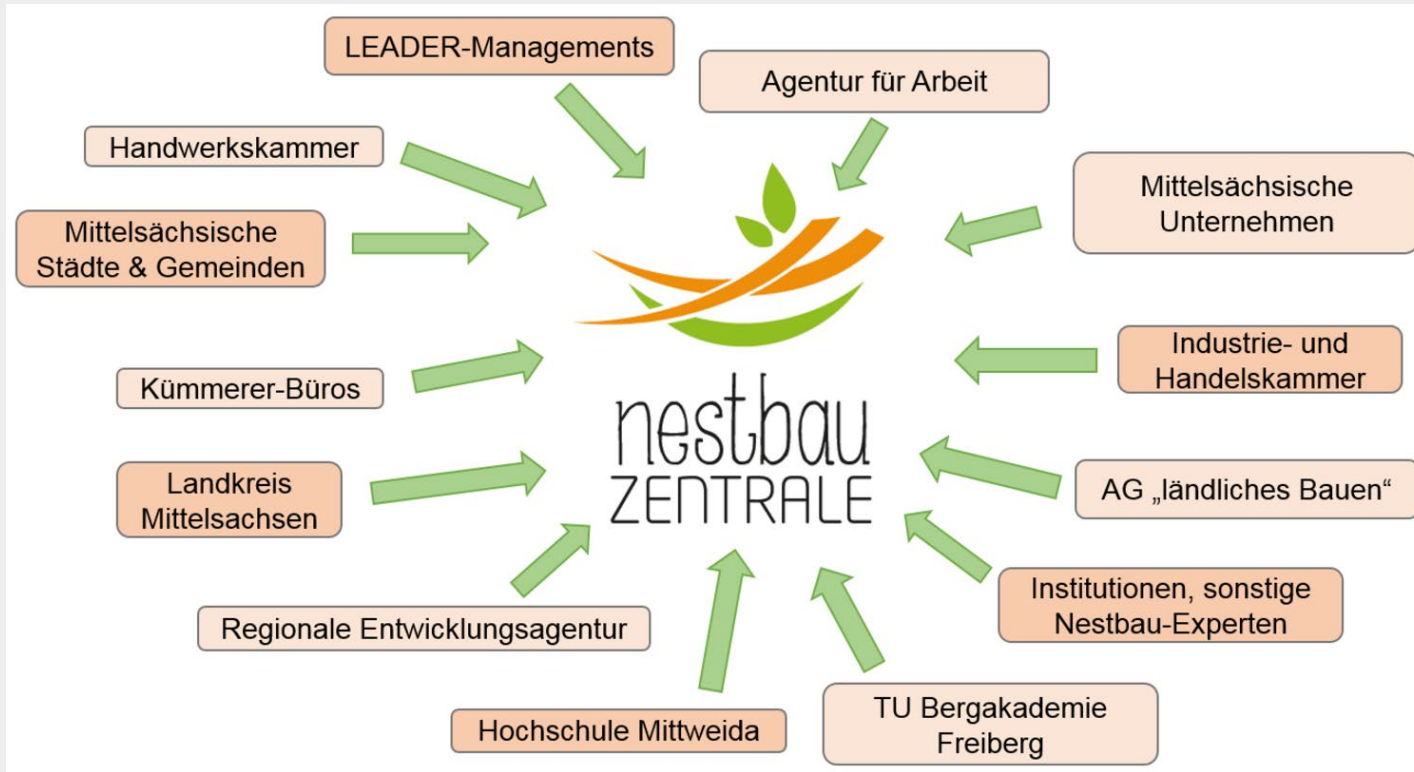 LEADER-Managements
Agentur für Arbeit
Handwerkskammer
Mittelsächsische
Unternehmen
Mittelsächsische
Städte & Gemeinden
Industrie- und
Handelskammer
Kümmerer-Büros
nestbau
ZENTRALE
Landkreis
Mittelsachsen
AG „ländliches Bauen“
Institutionen, sonstige
Nestbau-Experten
Regionale Entwicklungsagentur
Hochschule Mittweida
TU Bergakademie
Freiberg